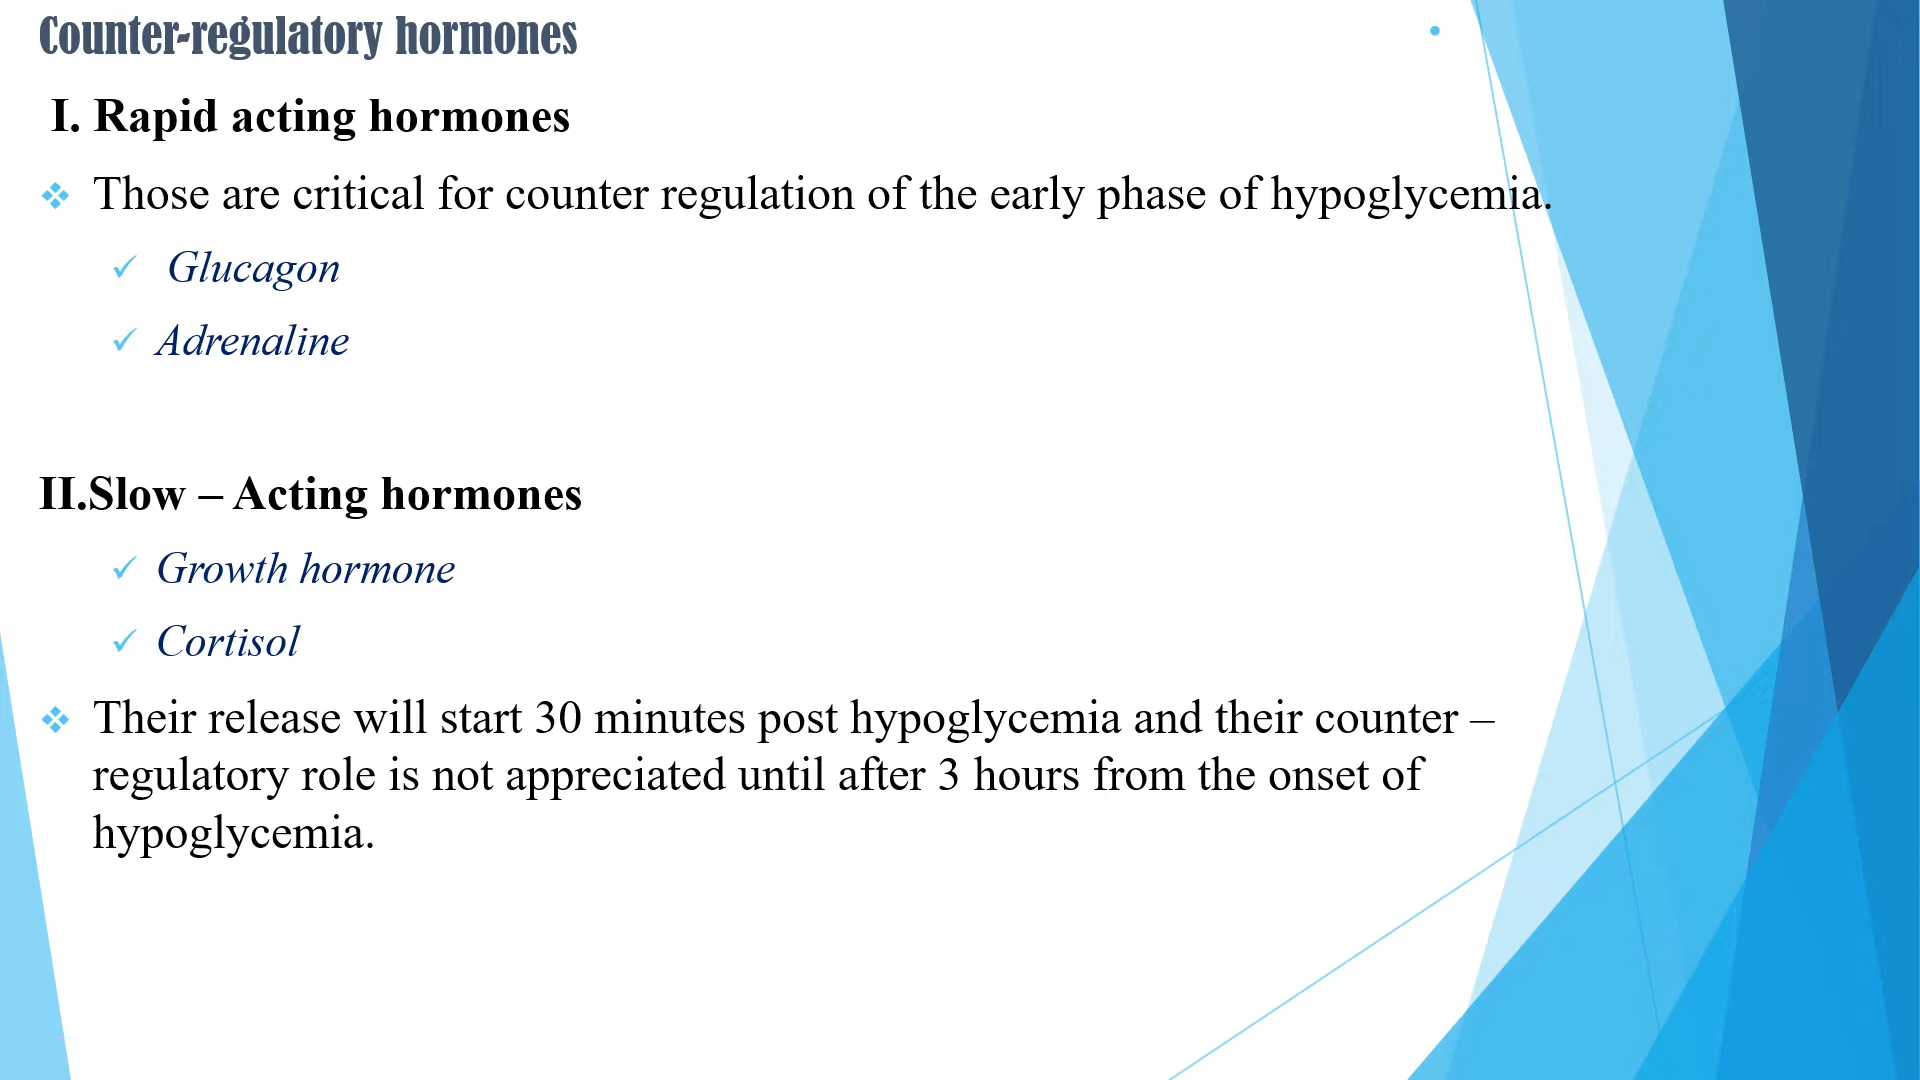 Counter-regulatory hormones
I. Rapid acting hormones
Those are critical for counter regulation of the early phase of hypoglycemia.
Glucagon
Adrenaline
II.Slow – Acting hormones
Growth hormone
Cortisol
Their release will start 30 minutes post hypoglycemia and their counter –
regulatory role is not appreciated until after 3 hours from the onset of
hypoglycemia.